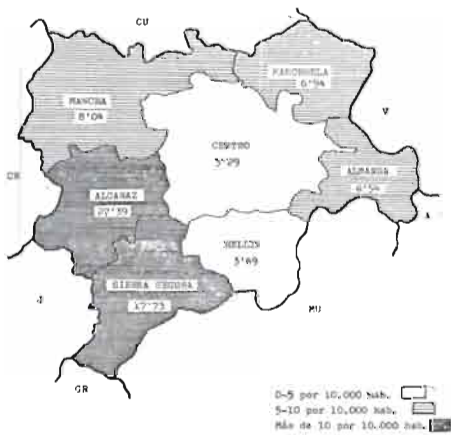 CU
MANCHUELA
6'94
MANCHA
8'04
V
CENTRO
3'29
CR
ALMANSA
ALCARAZ
27'39
A
HELLIN
3'89
SIERRA SEGURA
17'73
J
MU
GR
0-5 por 10.000 hab.
5-10 por 10.000 hab.
Más de 10 por 10.000 hab.